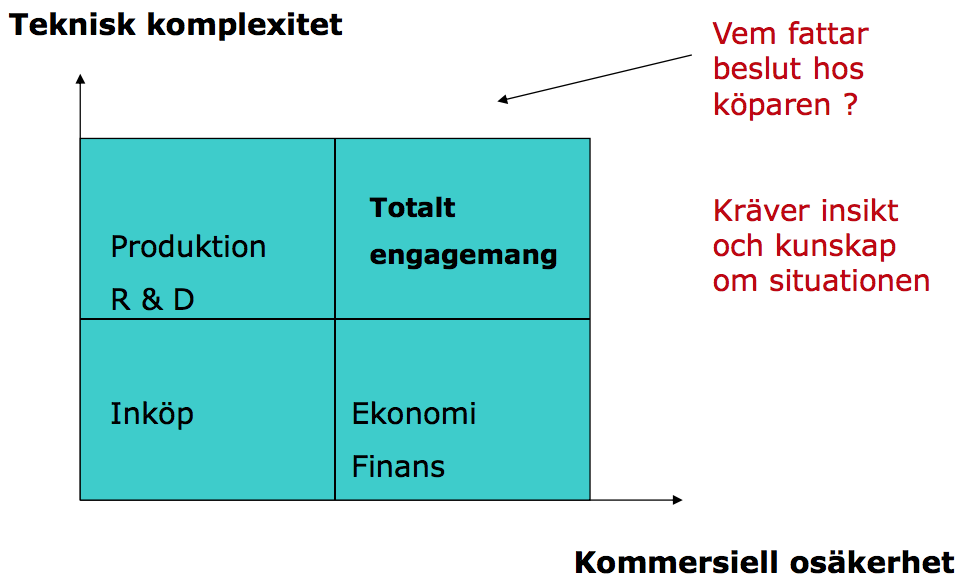 Teknisk komplexitet
Vem fattar
beslut hos
köparen ?
Totalt
engagemang
Produktion
R & D
Kräver insikt
och kunskap
om situationen
Inköp
Ekonomi
Finans
Kommersiell osäkerhet